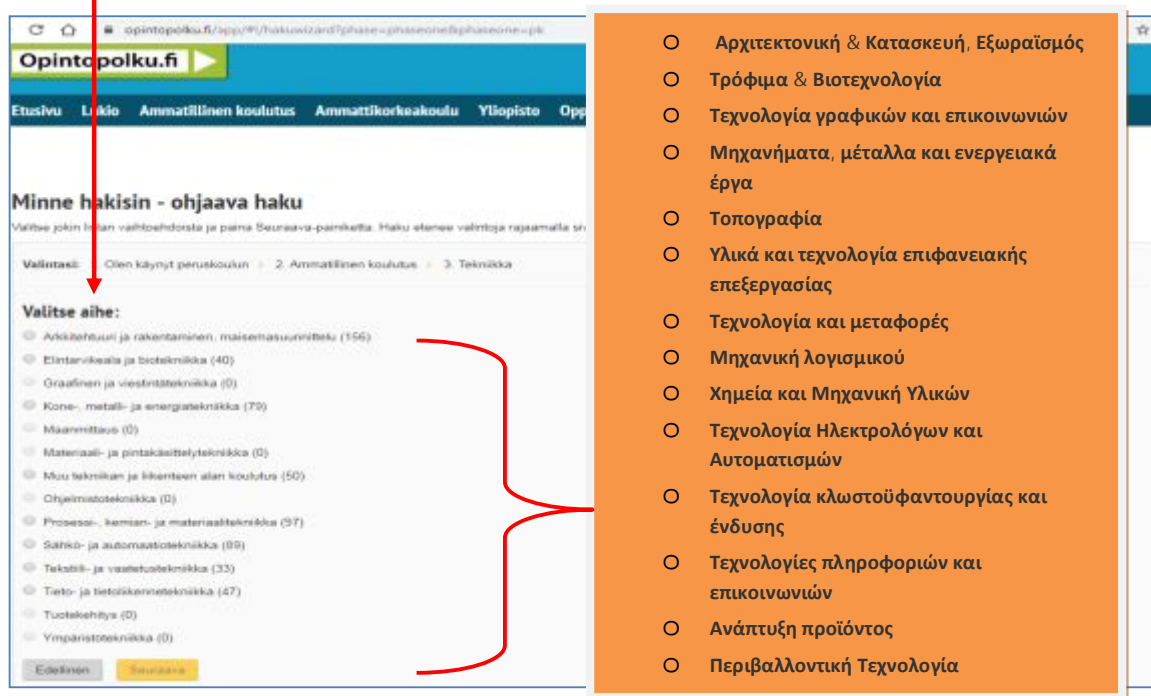 opintopolku.fi/app/#!/hakuwizard?phase=phaseone&phaseone=pk
Opintopolku.fi
Etusivu Lukio Ammatillinen koulutus Ammattikorkeakoulu Yliopisto Opp
Minne hakisin - ohjaava haku
Valitse jokin listan vaihtoehdoista ja paina Seuraava-painiketta. Haku etenee valintoja rajaamalla
Valintasi: Olen käynyt peruskoulun 2. Ammatillinen koulutus 3. Tekniikka
Valitse aihe:
Arkkitehtuuri ja rakentaminen, maisemasuunnittelu (156)
Elintarvikeala ja biotekniikka (40)
Graafinen ja viestintätekniikka (0)
Kone-, metalli- ja energiatekniikka (79)
Maanmittaus (0)
Materiaali- ja pintakäsittelytekniikka (0)
Muu tekniikan ja liikenteen alan koulutus (50)
Ohjelmistotekniikka (0)
Prosessi-, kemian- ja materiaalitekniikka (97)
Sähkö- ja automaatiotekniikka (89)
Tekstiili- ja vaatetustekniikka (33)
Tieto- ja tietoliikennetekniikka (47)
Tuotekehitys (0)
Ympäristötekniikka (0)
Edellinen Seuraava
Αρχιτεκτονική & Κατασκευή, Εξωραϊσμός
Τρόφιμα & Βιοτεχνολογία
Τεχνολογία γραφικών και επικοινωνιών
Μηχανήματα, μέταλλα και ενεργειακά
έργα
Τοπογραφία
Υλικά και τεχνολογία επιφανειακής
επεξεργασίας
Τεχνολογία και μεταφορές
Μηχανική λογισμικού
Χημεία και Μηχανική Υλικών
Τεχνολογία Ηλεκτρολόγων και
Αυτοματισμών
Τεχνολογία κλωστοϋφαντουργίας και
ένδυσης
Τεχνολογίες πληροφοριών και
επικοινωνιών
Ανάπτυξη προϊόντος
Περιβαλλοντική Τεχνολογία